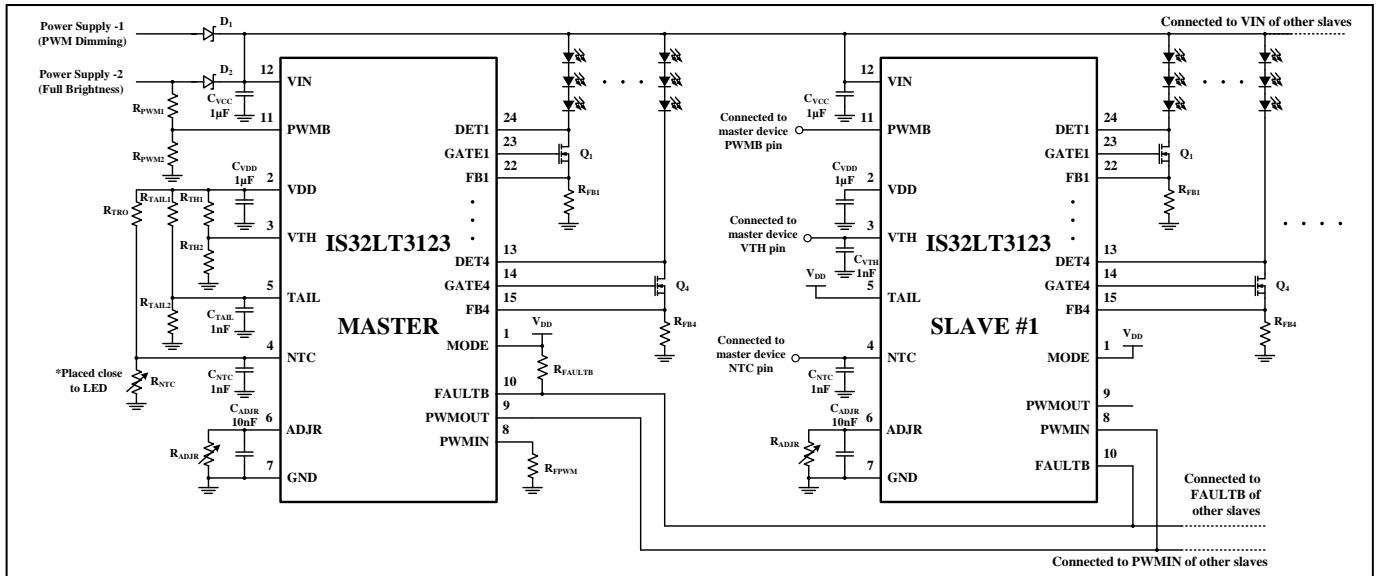 Power Supply -1
(PWM Dimming)
D1
Connected to VIN of other slaves
Power Supply -2
(Full Brightness)
D2
RPWM1
RPWM2
CVCC
1µF
12
VIN
11
PWMB
CVDD
1µF
2
VDD
RTRO
RTAIL1
RTH1
3
VTH
RTH2
5
TAIL
RTAIL2
CTAIL
1nF
4
NTC
*Placed close
to LED
RNTC
CNTC
1nF
CADJR
10nF
6
ADJR
RADJR
7
GND
IS32LT3123
MASTER
24
DET1
23
GATE1
Q1
22
FB1
RFB1
13
DET4
14
GATE4
Q4
15
FB4
RFB4
1
MODE
VDD
RFAULTB
10
FAULTB
9
PWMOUT
8
PWMIN
RFPWM
12
VIN
CVCC
1µF
11
PWMB
Connected to
master device
PWMB pin
CVDD
1µF
2
VDD
Connected to
master device
VTH pin
3
VTH
CVTH
1nF
VDD
5
TAIL
Connected to
master device
NTC pin
4
NTC
CNTC
1nF
CADJR
10nF
6
ADJR
RADJR
7
GND
IS32LT3123
SLAVE #1
24
DET1
23
GATE1
Q1
22
FB1
RFB1
13
DET4
14
GATE4
Q4
15
FB4
RFB4
VDD
1
MODE
9
PWMOUT
8
PWMIN
10
FAULTB
Connected to
FAULTB of
other slaves
Connected to PWMIN of other slaves